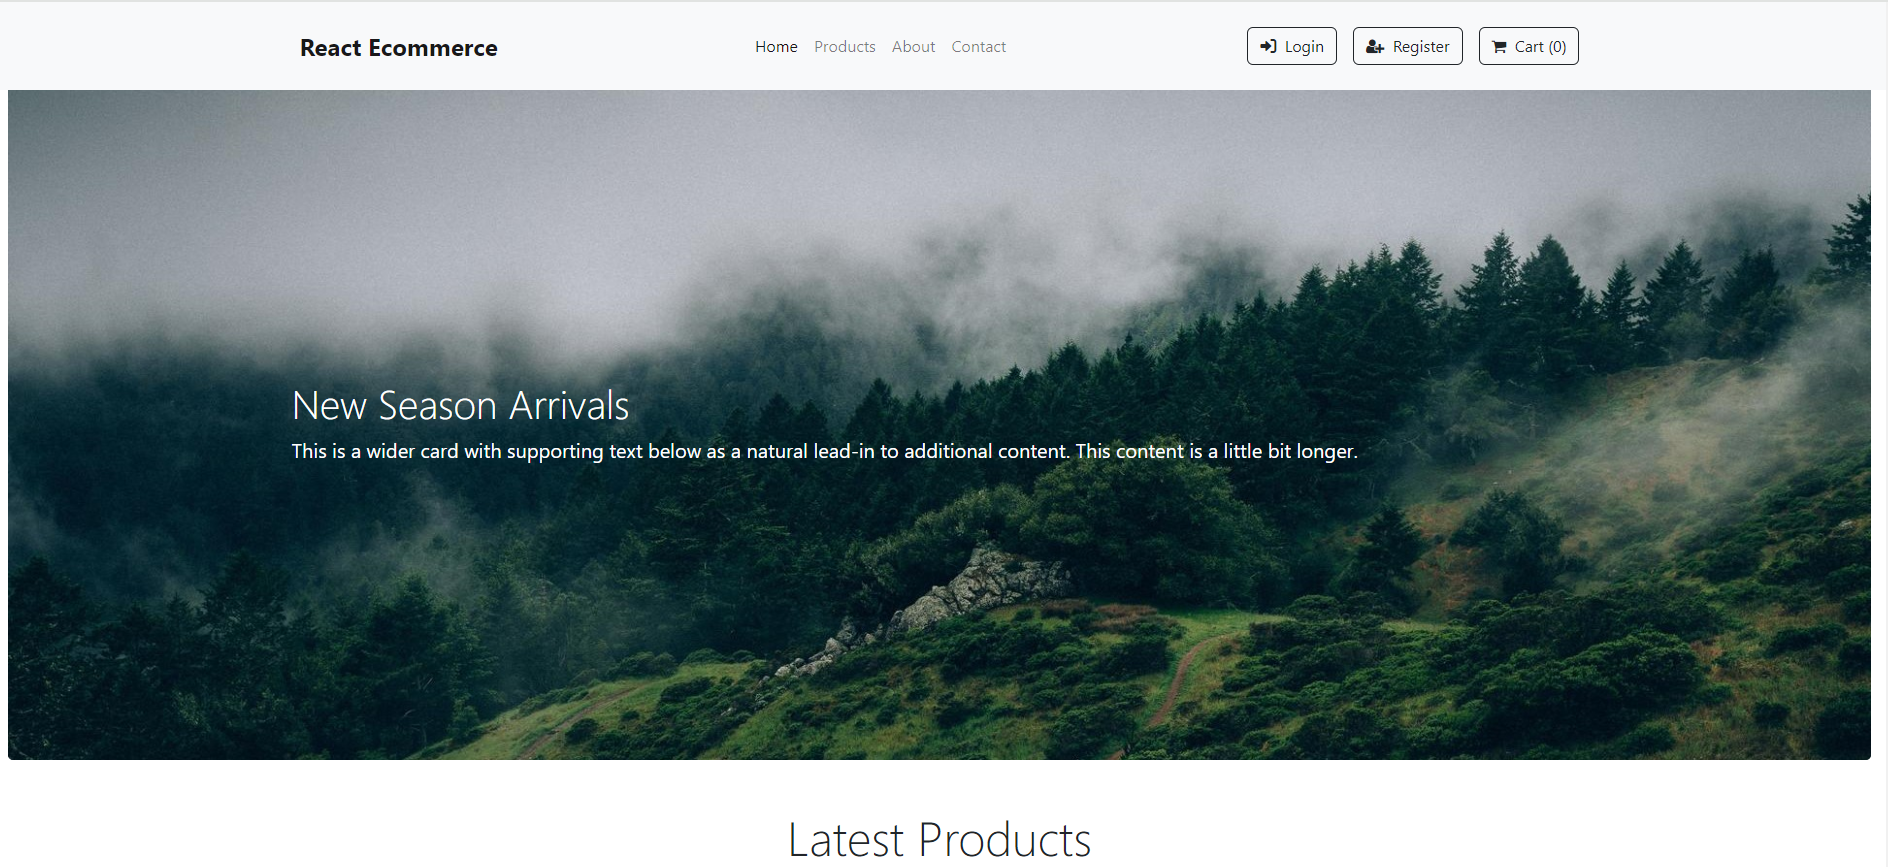 React Ecommerce
Home Products About Contact
Login Register Cart (0)
New Season Arrivals
This is a wider card with supporting text below as a natural lead-in to additional content. This content is a little bit longer.
Latest Products